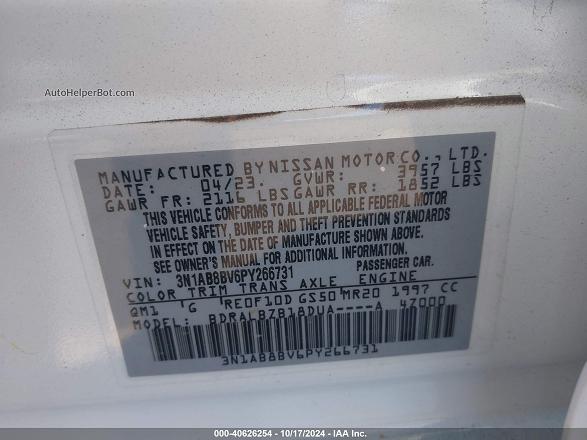 AutoHelperBot.com
MANUFACTURED BY NISSAN MOTOR CO., LTD.
DATE: 04/23. GVWR: 3957 LBS
GAWR FR: 2116 LBS GAWR RR: 1852 LBS
THIS VEHICLE CONFORMS TO ALL APPLICABLE FEDERAL MOTOR
VEHICLE SAFETY, BUMPER AND THEFT PREVENTION STANDARDS
IN EFFECT ON THE DATE OF MANUFACTURE SHOWN ABOVE.
SEE OWNER'S MANUAL FOR ADDITIONAL INFORMATION.
VIN: 3N1AB8BV6PY266731 PASSENGER CAR.
COLOR TRIM TRANS AXLE ENGINE
QM1 G RE0F10D GS50 MR20 1997 CC
MODEL: BDRALBZB18DUA----A 4Z000
3N1AB8BV6PY266731
000-40626254 - 10/17/2024 - IAA Inc.